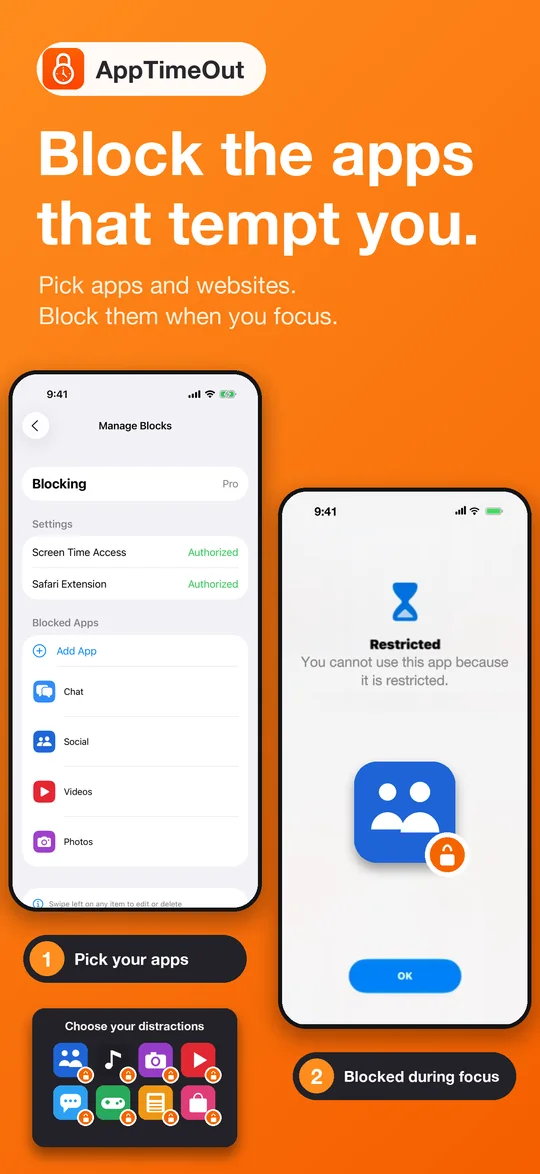 AppTimeOut
Block the apps
that tempt you.
Pick apps and websites.
Block them when you focus.
9:41
Manage Blocks
Blocking
Pro
Settings
Screen Time Access
Authorized
Safari Extension
Authorized
Blocked Apps
Add App
Chat
Social
Videos
Photos
Swipe left on any item to edit or delete
1 Pick your apps
Choose your distractions
9:41
Restricted
You cannot use this app because
it is restricted.
OK
2 Blocked during focus